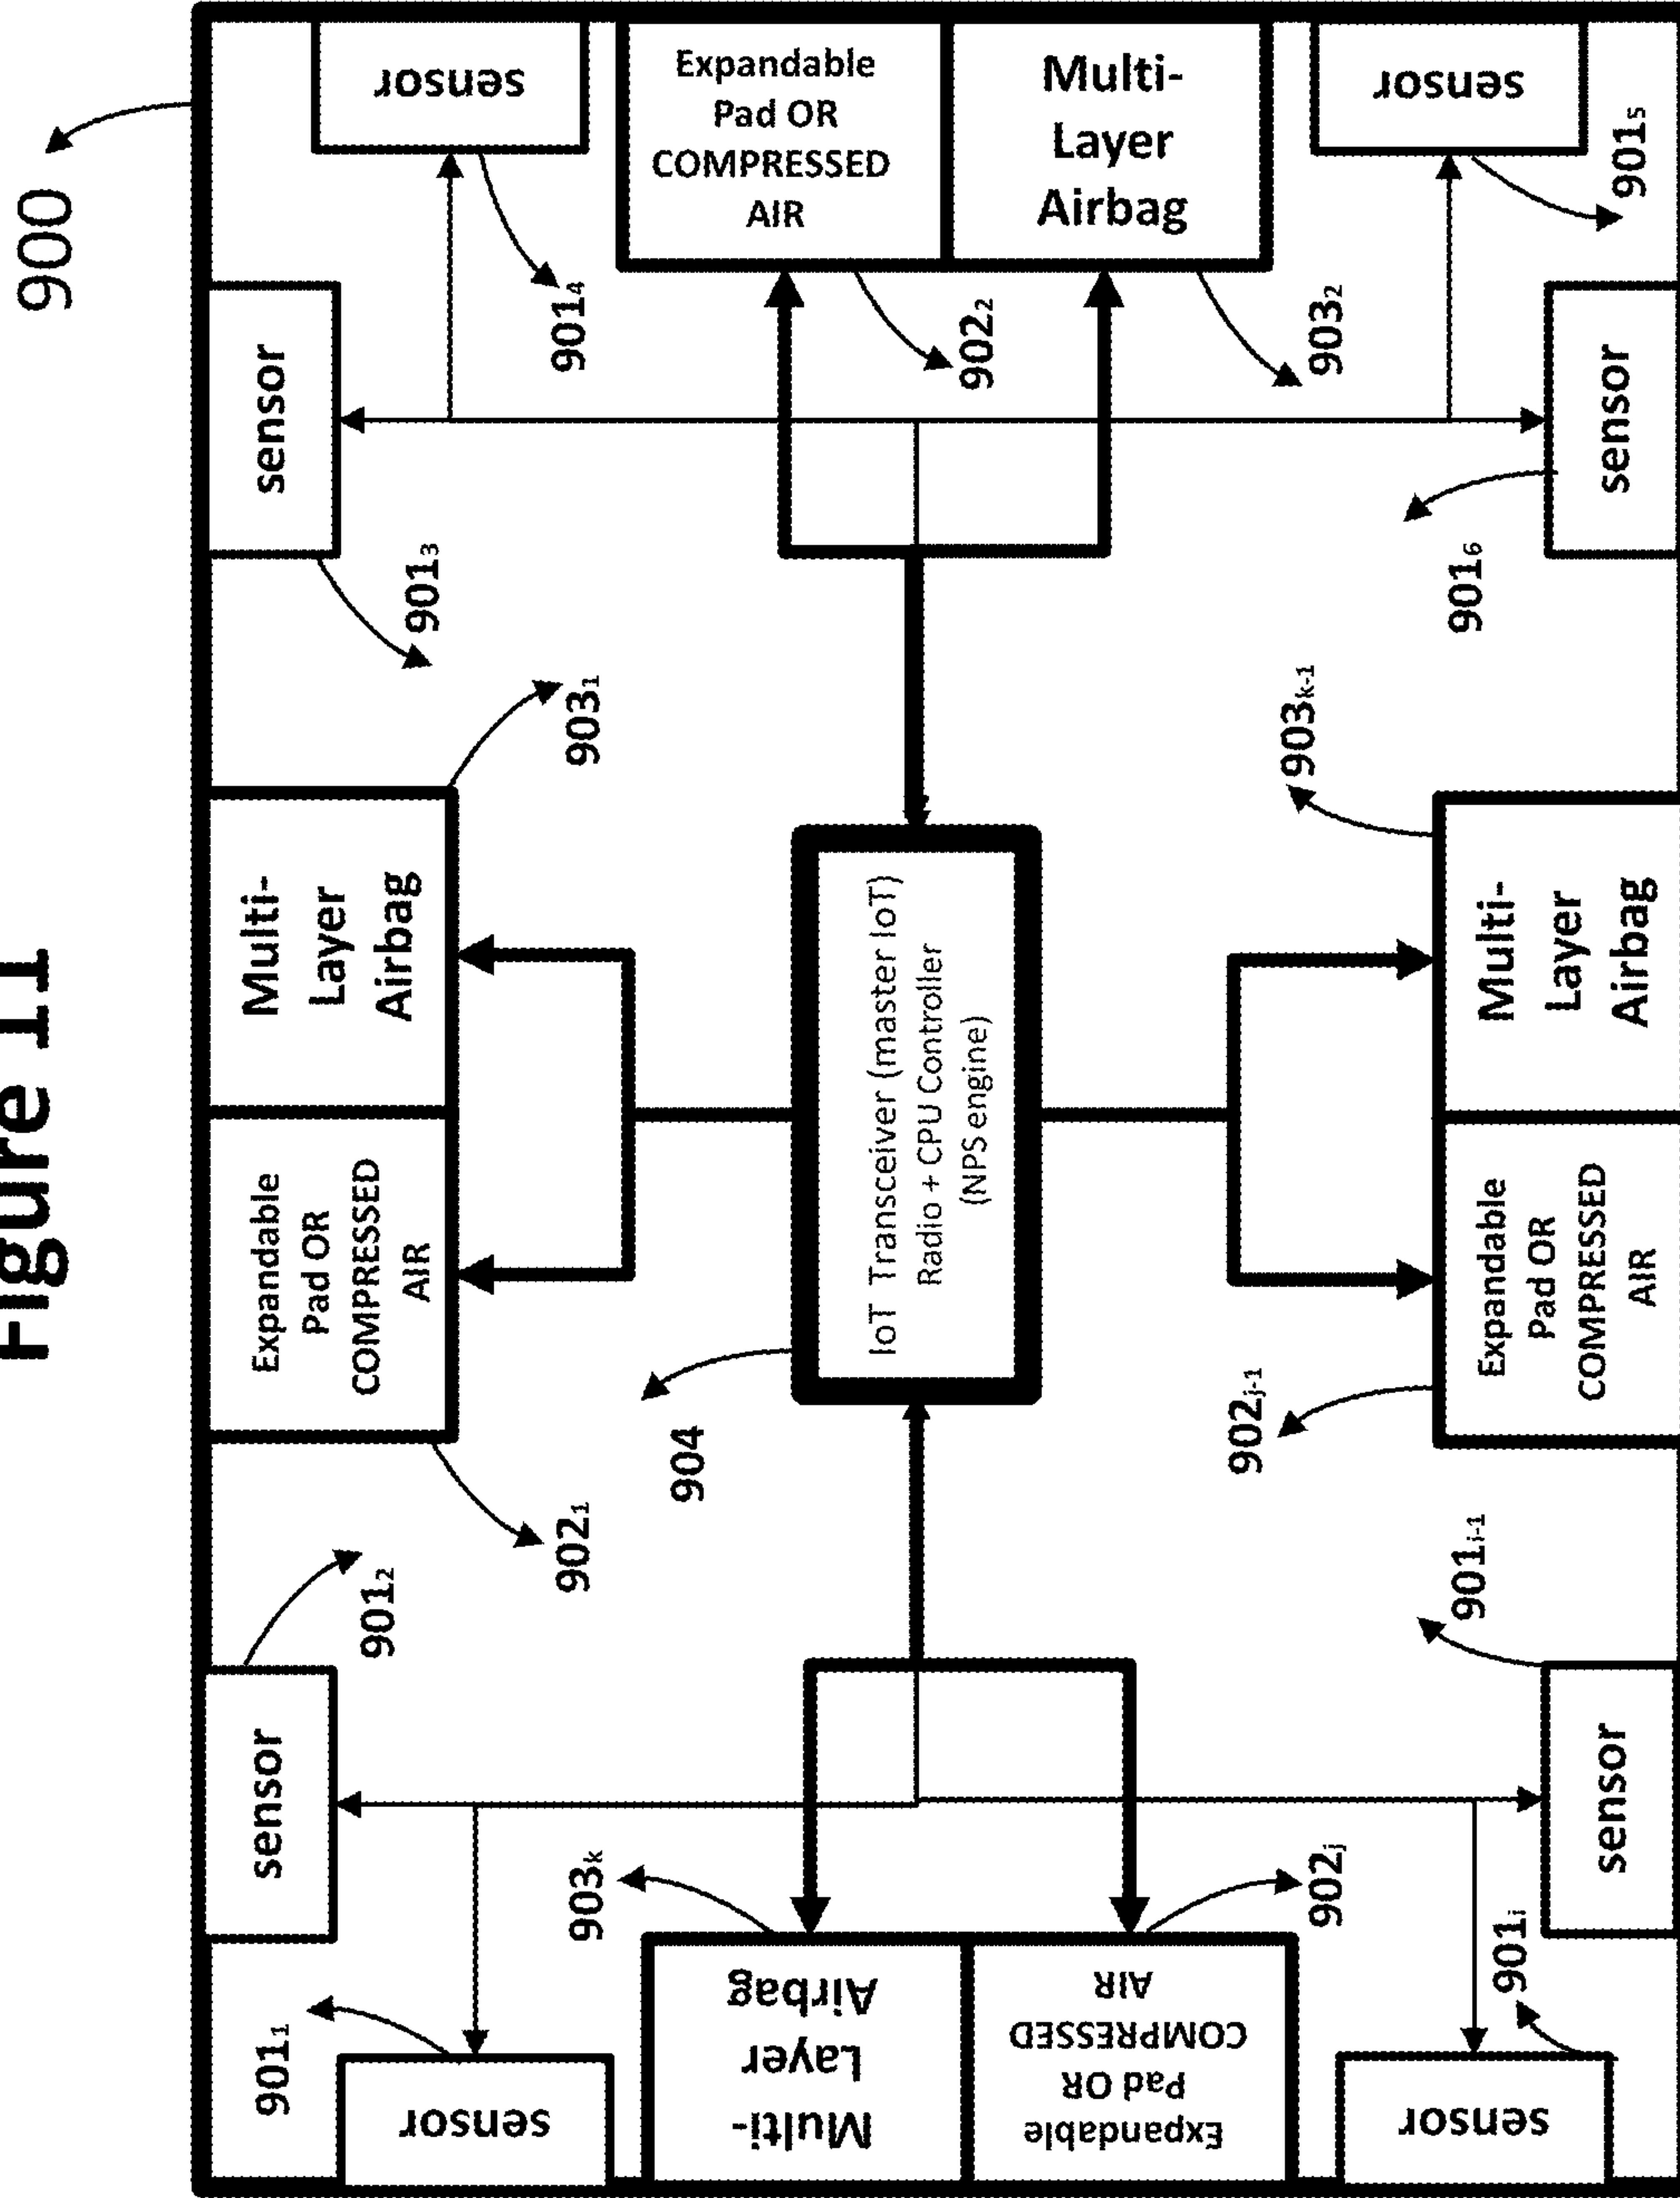 Figure 11
900
sensor
901₁
sensor
901₂
Expandable
Pad OR
COMPRESSED
AIR
902₁
Multi-
Layer
Airbag
903₁
sensor
901₃
sensor
901₄
Multi-
Layer
Airbag
903ₖ
Expandable
Pad OR
COMPRESSED
AIR
902ⱼ
904
IoT Transceiver (master IoT)
Radio + CPU Controller
(NPS engine)
Expandable
Pad OR
COMPRESSED
AIR
902₂
Multi-
Layer
Airbag
903₂
sensor
901ᵢ
sensor
901ᵢ₋₁
Expandable
Pad OR
COMPRESSED
AIR
902ⱼ₋₁
Multi-
Layer
Airbag
903ₖ₋₁
sensor
901₆
sensor
901₅